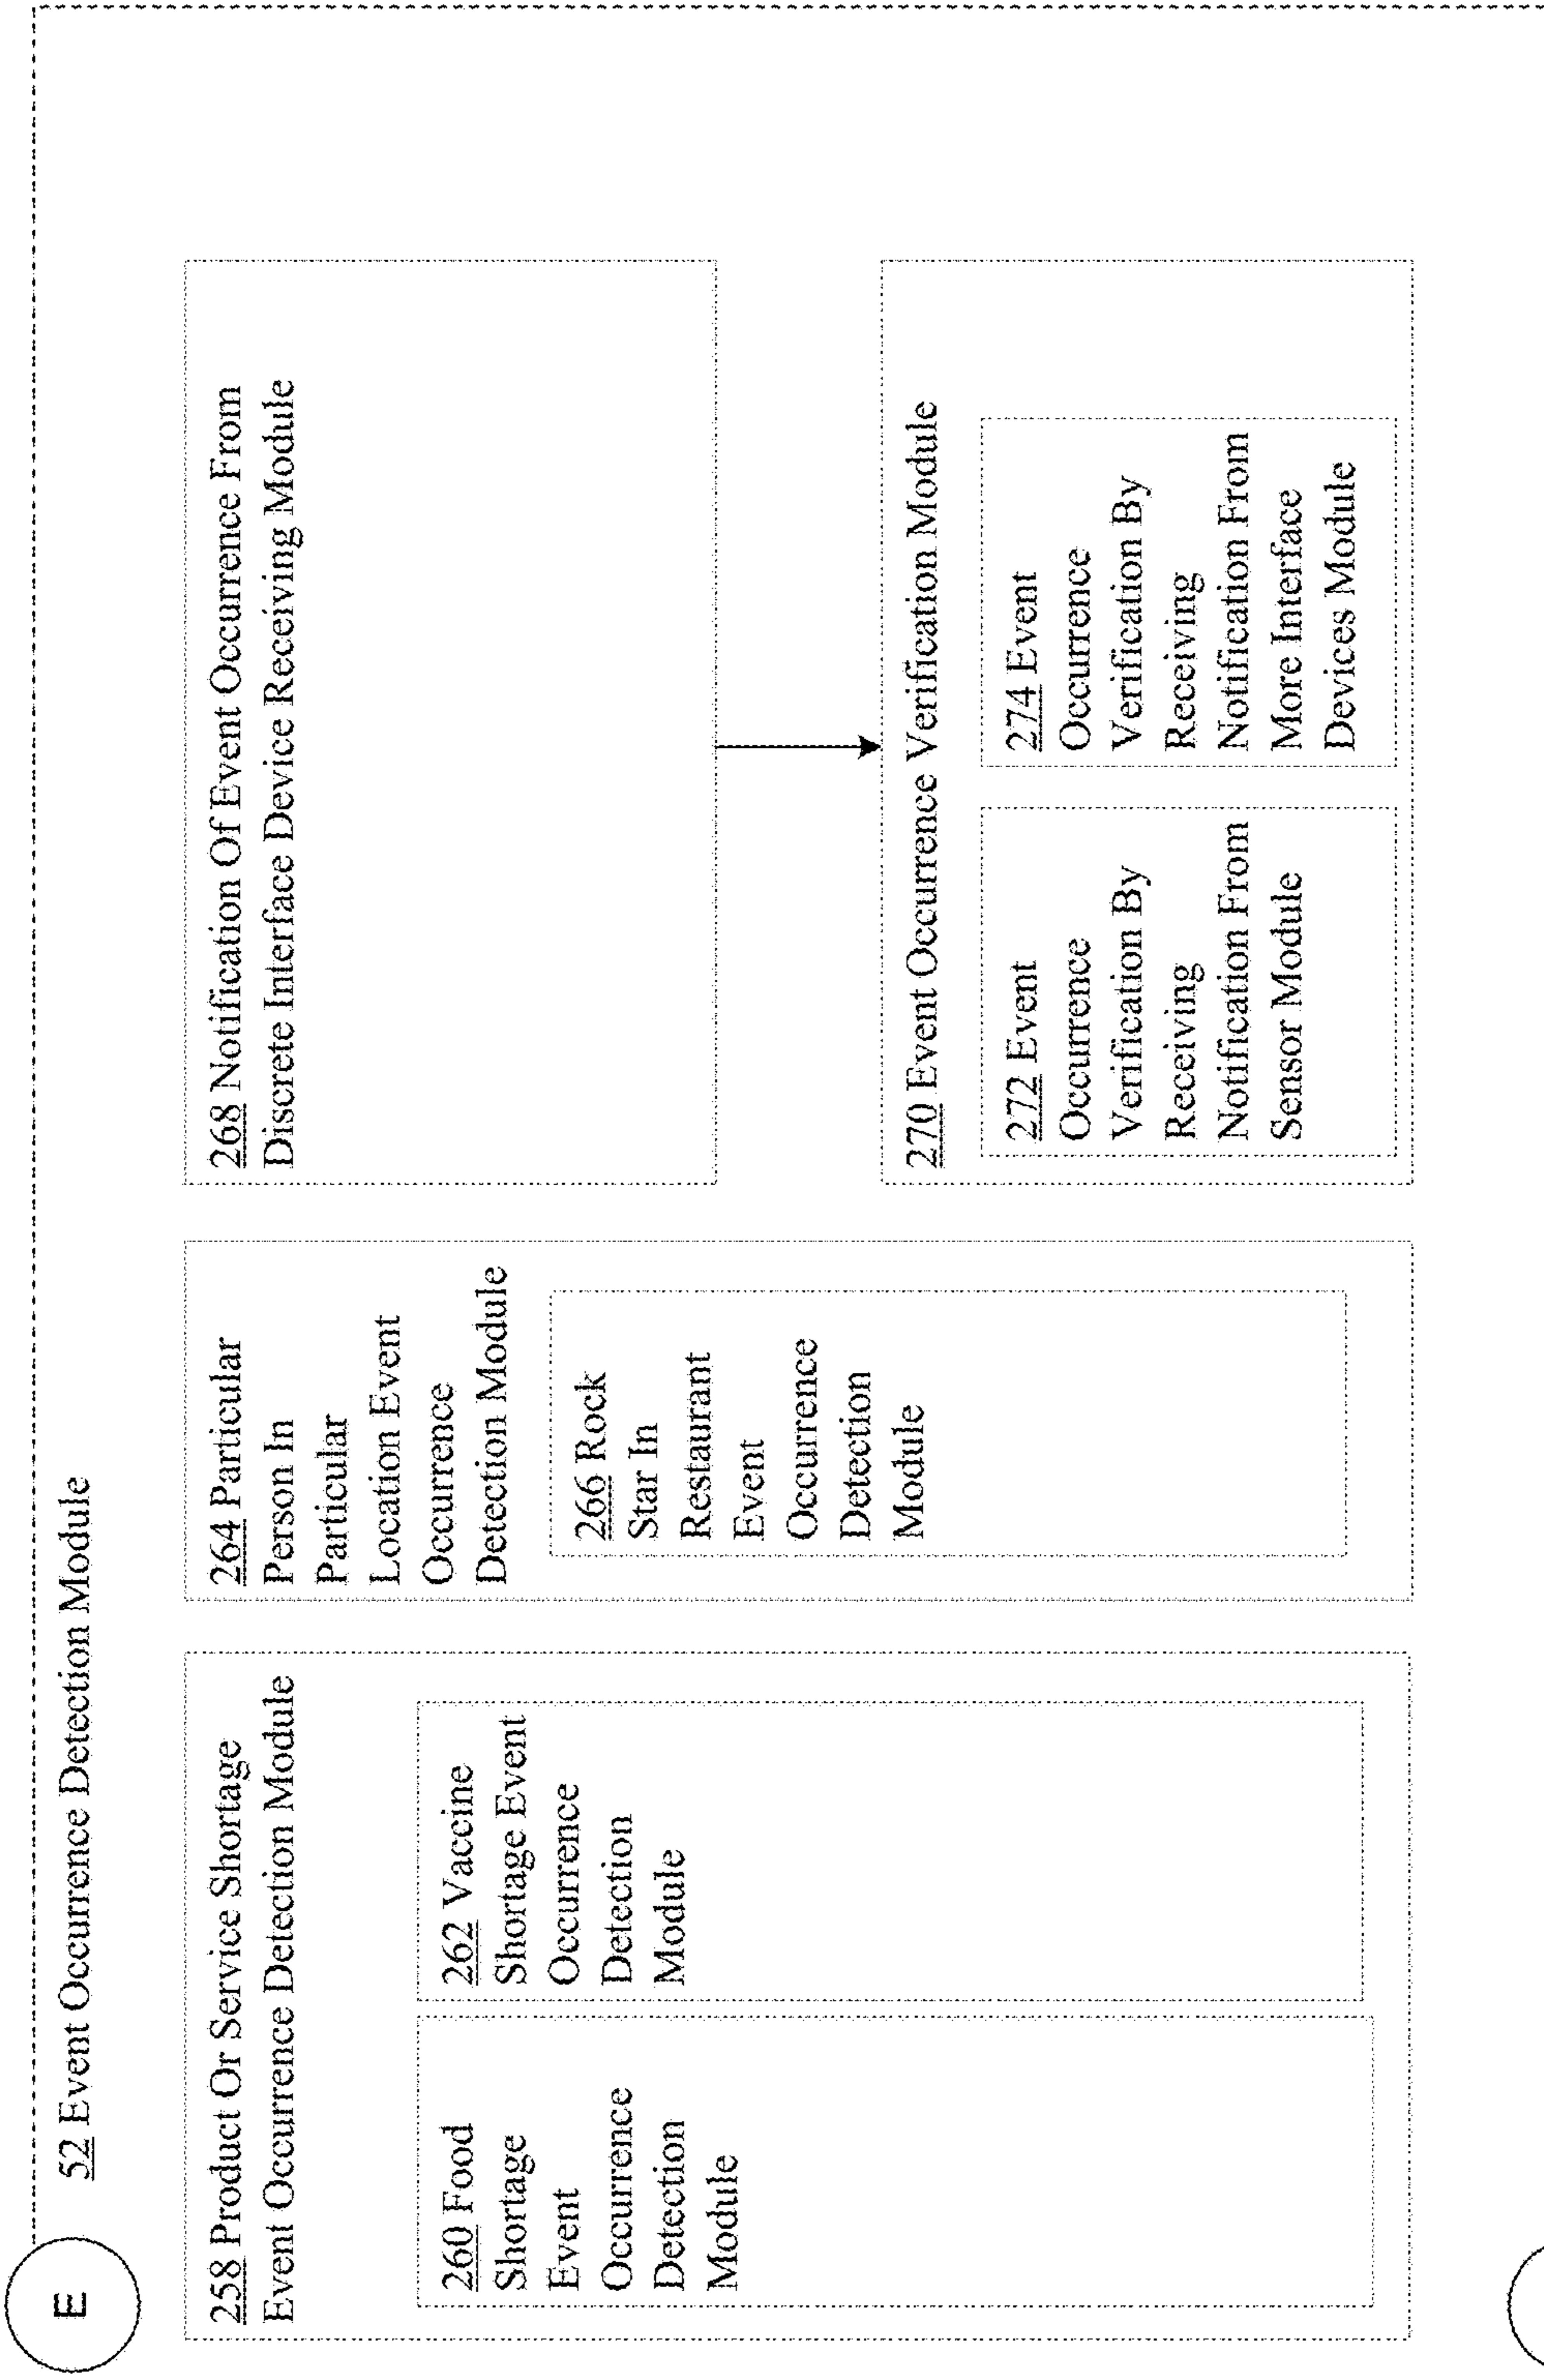 E
52 Event Occurrence Detection Module
258 Product Or Service Shortage
Event Occurrence Detection Module
260 Food
Shortage
Event
Occurrence
Detection
Module
262 Vaccine
Shortage Event
Occurrence
Detection
Module
264 Particular
Person In
Particular
Location Event
Occurrence
Detection Module
266 Rock
Star In
Restaurant
Event
Occurrence
Detection
Module
268 Notification Of Event Occurrence From
Discrete Interface Device Receiving Module
270 Event Occurrence Verification Module
272 Event
Occurrence
Verification By
Receiving
Notification From
Sensor Module
274 Event
Occurrence
Verification By
Receiving
Notification From
More Interface
Devices Module